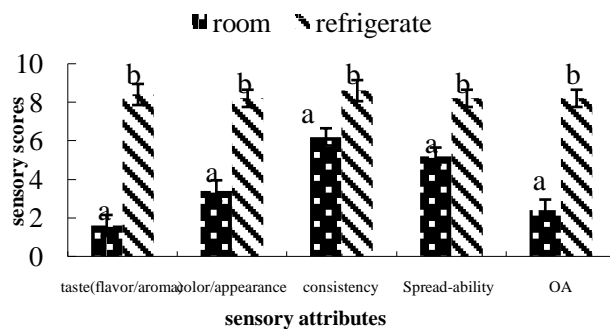 room refrigerate
10
8
6
4
2
0
sensory scores
a b a b a b a b a b
taste(flavor/aroma) color/appearance consistency Spread-ability OA
sensory attributes